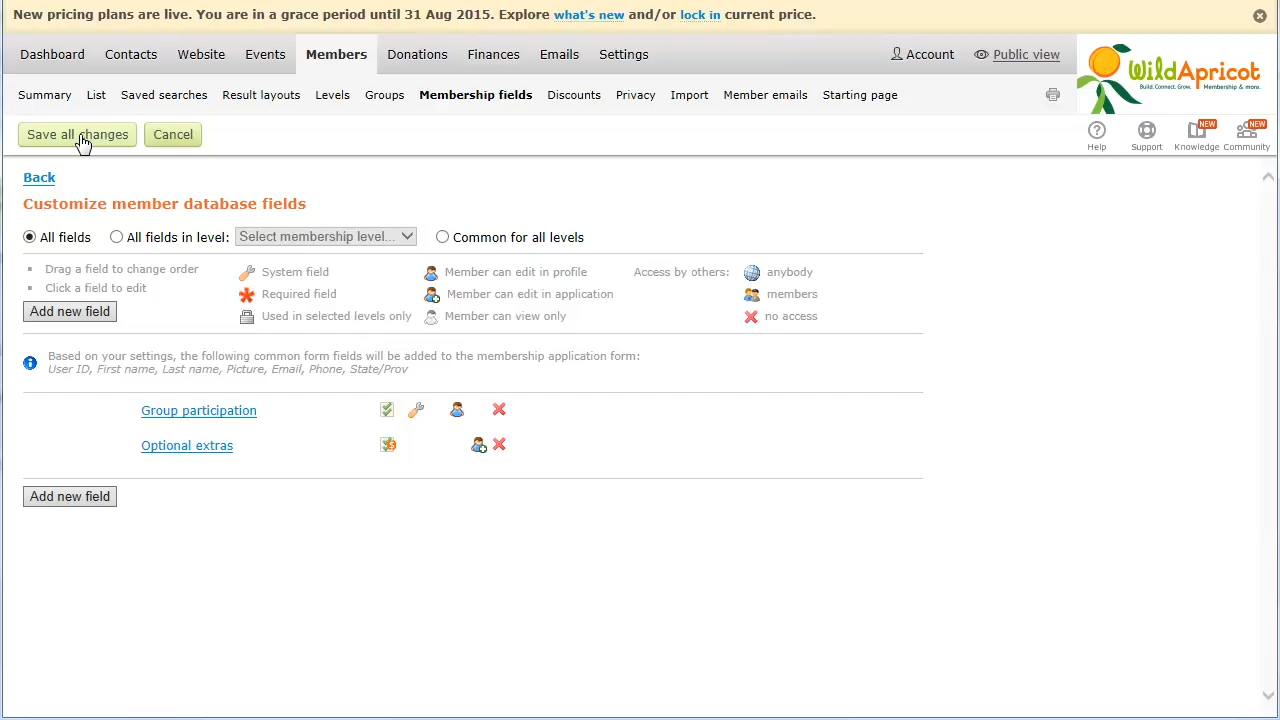 New pricing plans are live. You are in a grace period until 31 Aug 2015. Explore what's new and/or lock in current price.
Dashboard Contacts Website Events Members Donations Finances Emails Settings Account Public view
WildApricot
Build. Connect. Grow. Membership & more.
Summary List Saved searches Result layouts Levels Membership fields Discounts Privacy Import Member emails Starting page
Save all changes Cancel
NEW NEW
Help Support Knowledge Community
Back
Customize member database fields
All fields All fields in level: Select membership level... Common for all levels
Drag a field to change order System field Member can edit in profile Access by others: anybody
Click a field to edit Required field Member can edit in application members
Add new field Used in selected levels only Member can view only no access
Based on your settings, the following common form fields will be added to the membership application form:
User ID, First name, Last name, Picture, Email, Phone, State/Prov
Group participation
Optional extras
Add new field